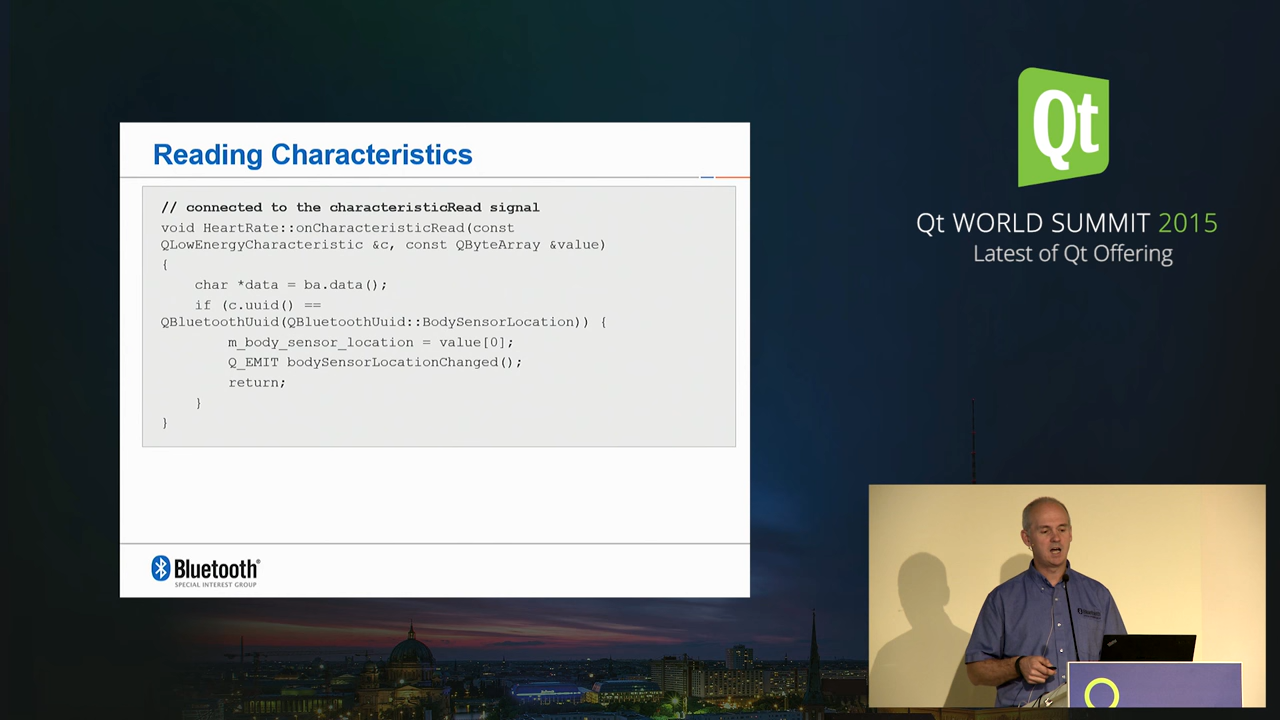 Reading Characteristics
// connected to the characteristicRead signal
void HeartRate::onCharacteristicRead(const
QLowEnergyCharacteristic &c, const QByteArray &value)
{
char *data = ba.data();
if (c.uuid() ==
QBluetoothUuid(QBluetoothUuid::BodySensorLocation)) {
m_body_sensor_location = value[0];
Q_EMIT bodySensorLocationChanged();
return;
}
}
Bluetooth®
SPECIAL INTEREST GROUP
Qt
Qt WORLD SUMMIT 2015
Latest of Qt Offering